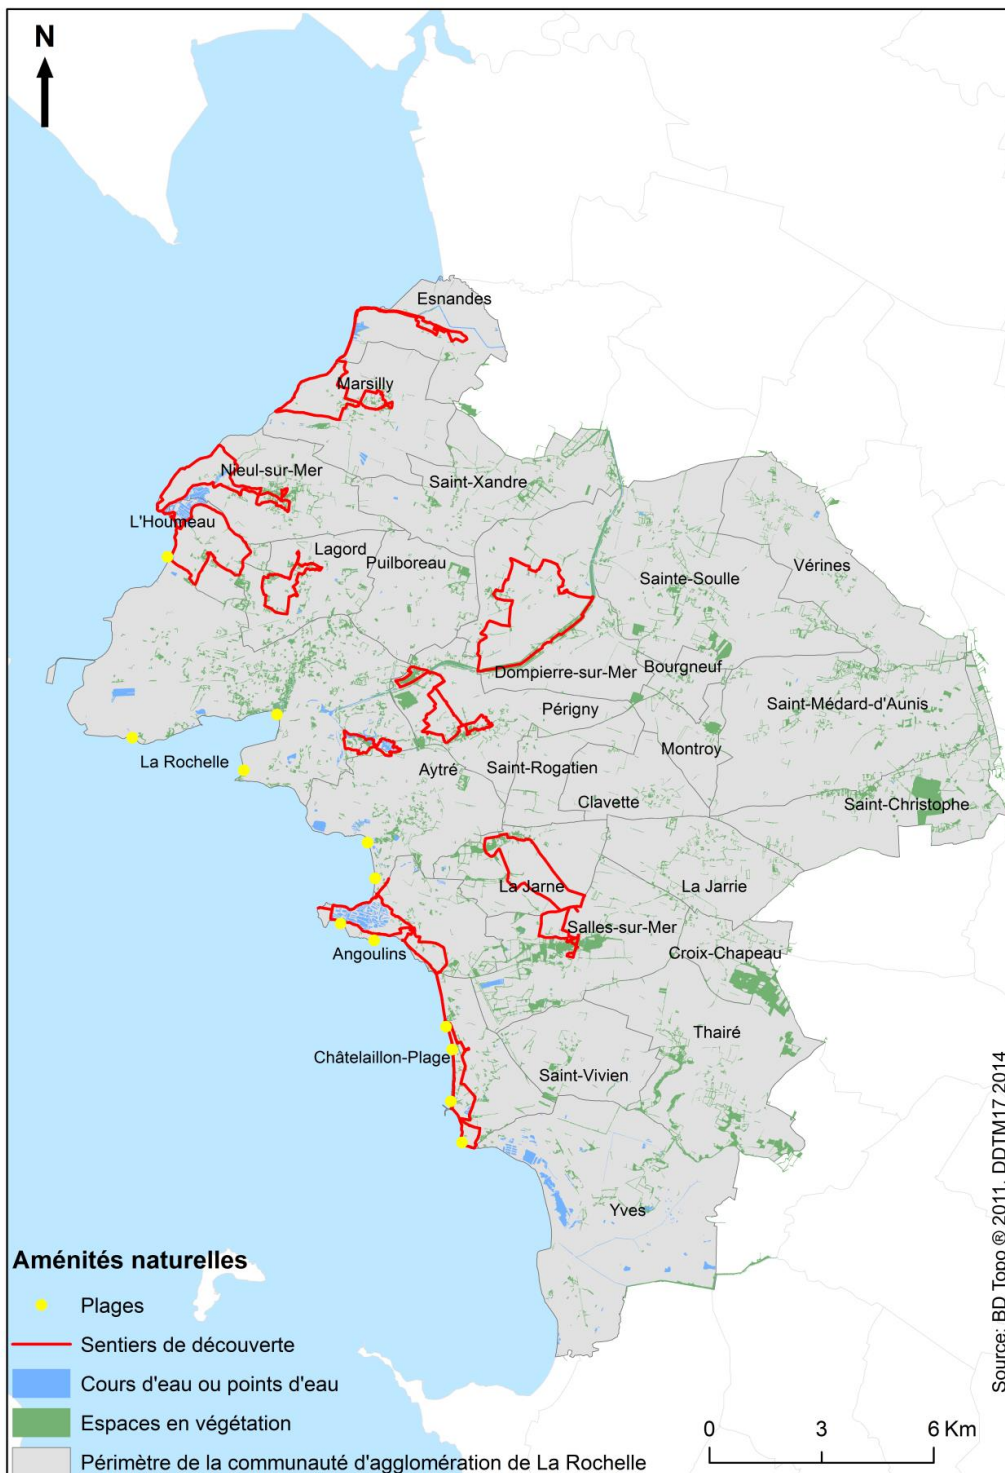 N
Esnandes
Marsilly
Nieul-sur-Mer
Saint-Xandre
L'Houmeau
Lagord
Puilboreau
Sainte-Soulle
Vérines
Dompierre-sur-Mer
Bourgneuf
Périgny
Saint-Médard-d'Aunis
La Rochelle
Aytré
Saint-Rogatien
Montroy
Clavette
Saint-Christophe
La Jarne
La Jarrie
Salles-sur-Mer
Angoulins
Croix-Chapeau
Thairé
Châtelaillon-Plage
Saint-Vivien
Yves
Aménités naturelles
Plages
Sentiers de découverte
Cours d'eau ou points d'eau
Espaces en végétation
Périmètre de la communauté d'agglomération de La Rochelle
0 3 6 Km
Source: BD Topo ® 2011, DDTM17 2014